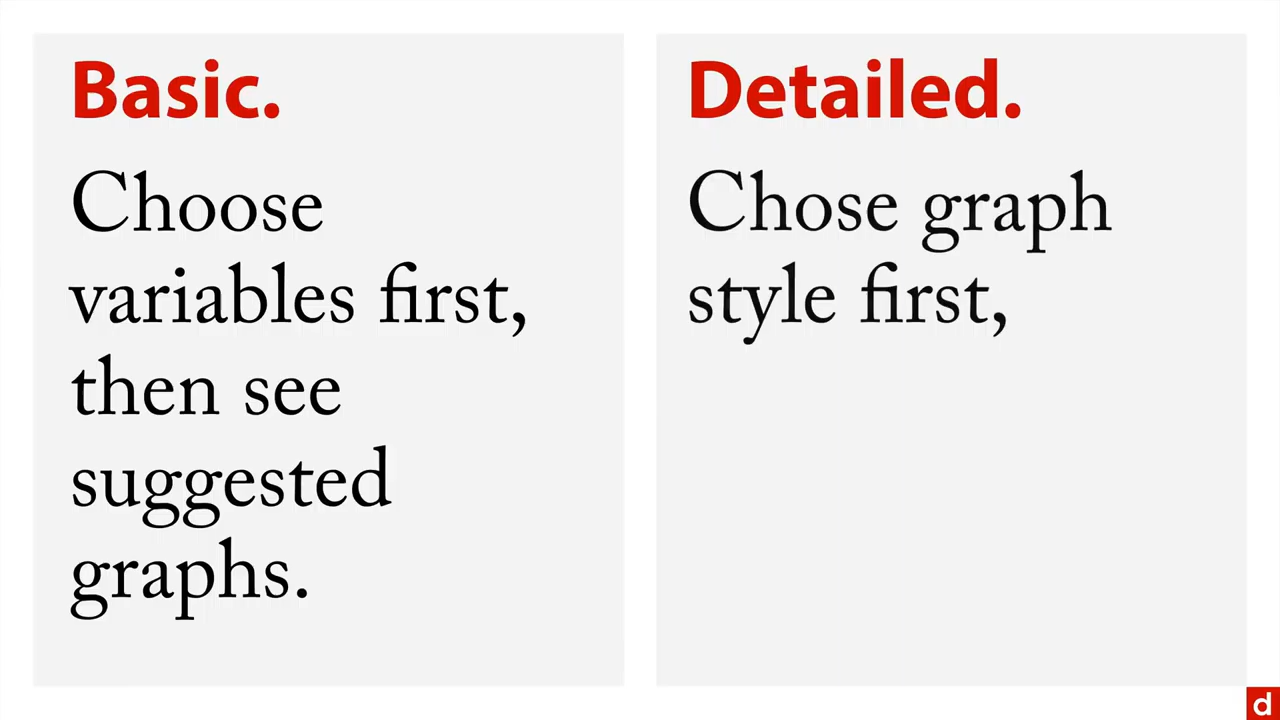 Basic.
Choose
variables first,
then see
suggested
graphs.
Detailed.
Chose graph
style first,
d